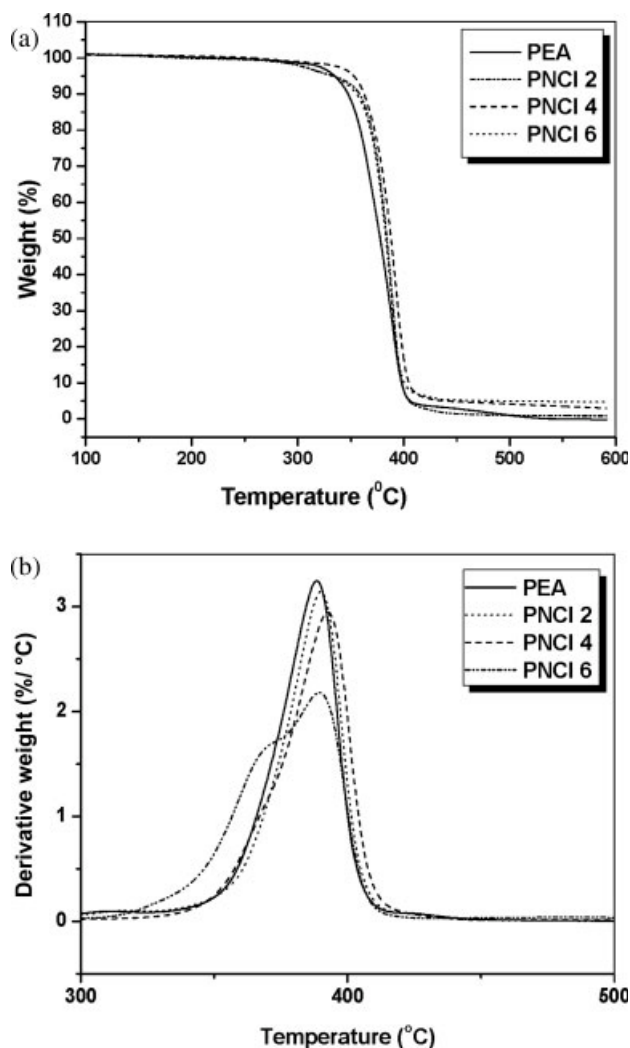 (a)
110
100
90
80
70
60
50
40
30
20
10
0
Weight (%)
PEA
PNCI 2
PNCI 4
PNCI 6
100
200
300
400
500
600
Temperature (°C)
(b)
3
2
1
0
Derivative weight (%/ °C)
PEA
PNCI 2
PNCI 4
PNCI 6
300
400
500
Temperature (°C)